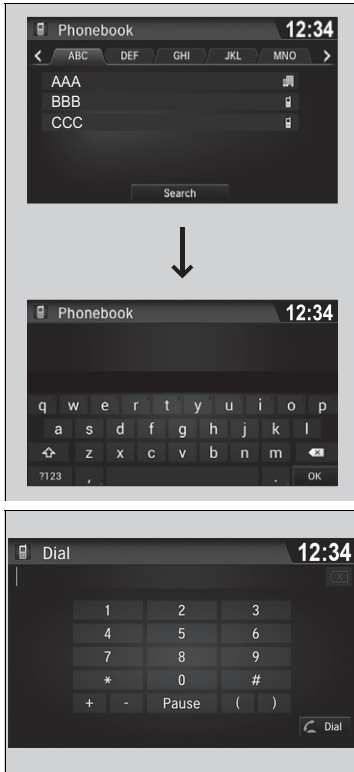 Phonebook 12:34
< ABC DEF GHI JKL MNO >
AAA
BBB
CCC
Search
Phonebook 12:34
q w e r t y u i o p
a s d f g h j k l
z x c v b n m
?123 , . OK
Dial 12:34
1 2 3
4 5 6
7 8 9
* 0 #
+ - Pause ( )
Dial